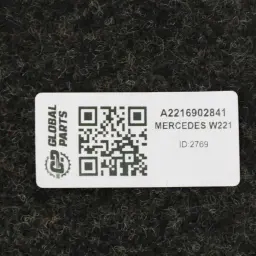 GLOBAL
PARTS
A2216902841
MERCEDES W221
ID:2769